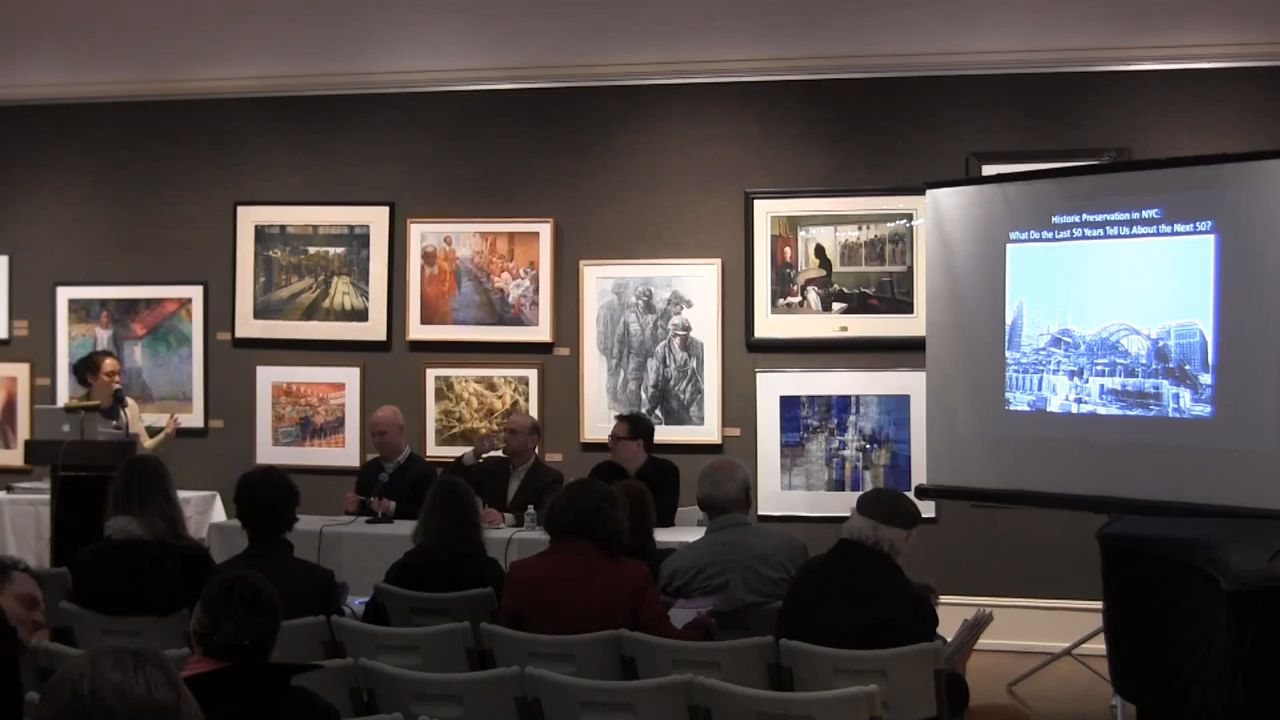 Historic Preservation in NYC:
What Do the Last 50 Years Tell Us About the Next 50?